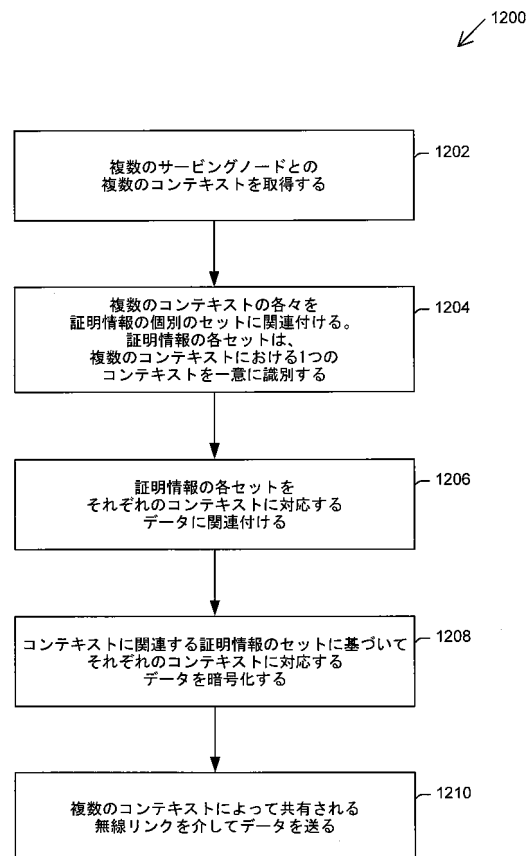 1200
複数のサービングノードとの
複数のコンテキストを取得する
1202
複数のコンテキストの各々を
証明情報の個別のセットに関連付ける。
証明情報の各セットは、
複数のコンテキストにおける1つの
コンテキストを一意に識別する
1204
証明情報の各セットを
それぞれのコンテキストに対応する
データに関連付ける
1206
コンテキストに関連する証明情報のセットに基づいて
それぞれのコンテキストに対応する
データを暗号化する
1208
複数のコンテキストによって共有される
無線リンクを介してデータを送る
1210